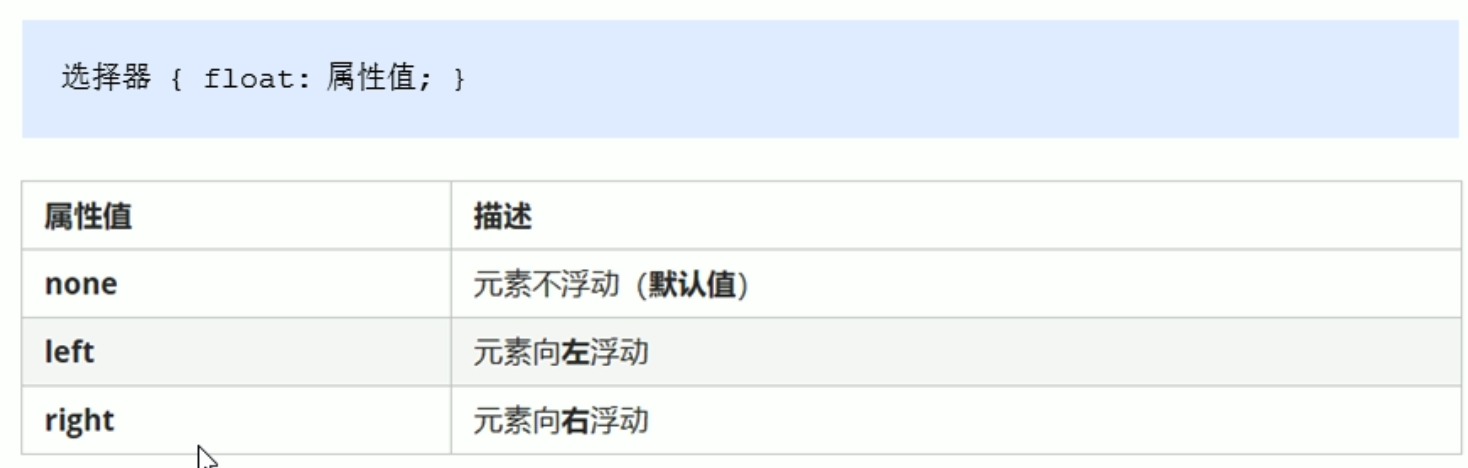 选择器 { float: 属性值; }
属性值 描述
none 元素不浮动（默认值）
left 元素向左浮动
right 元素向右浮动